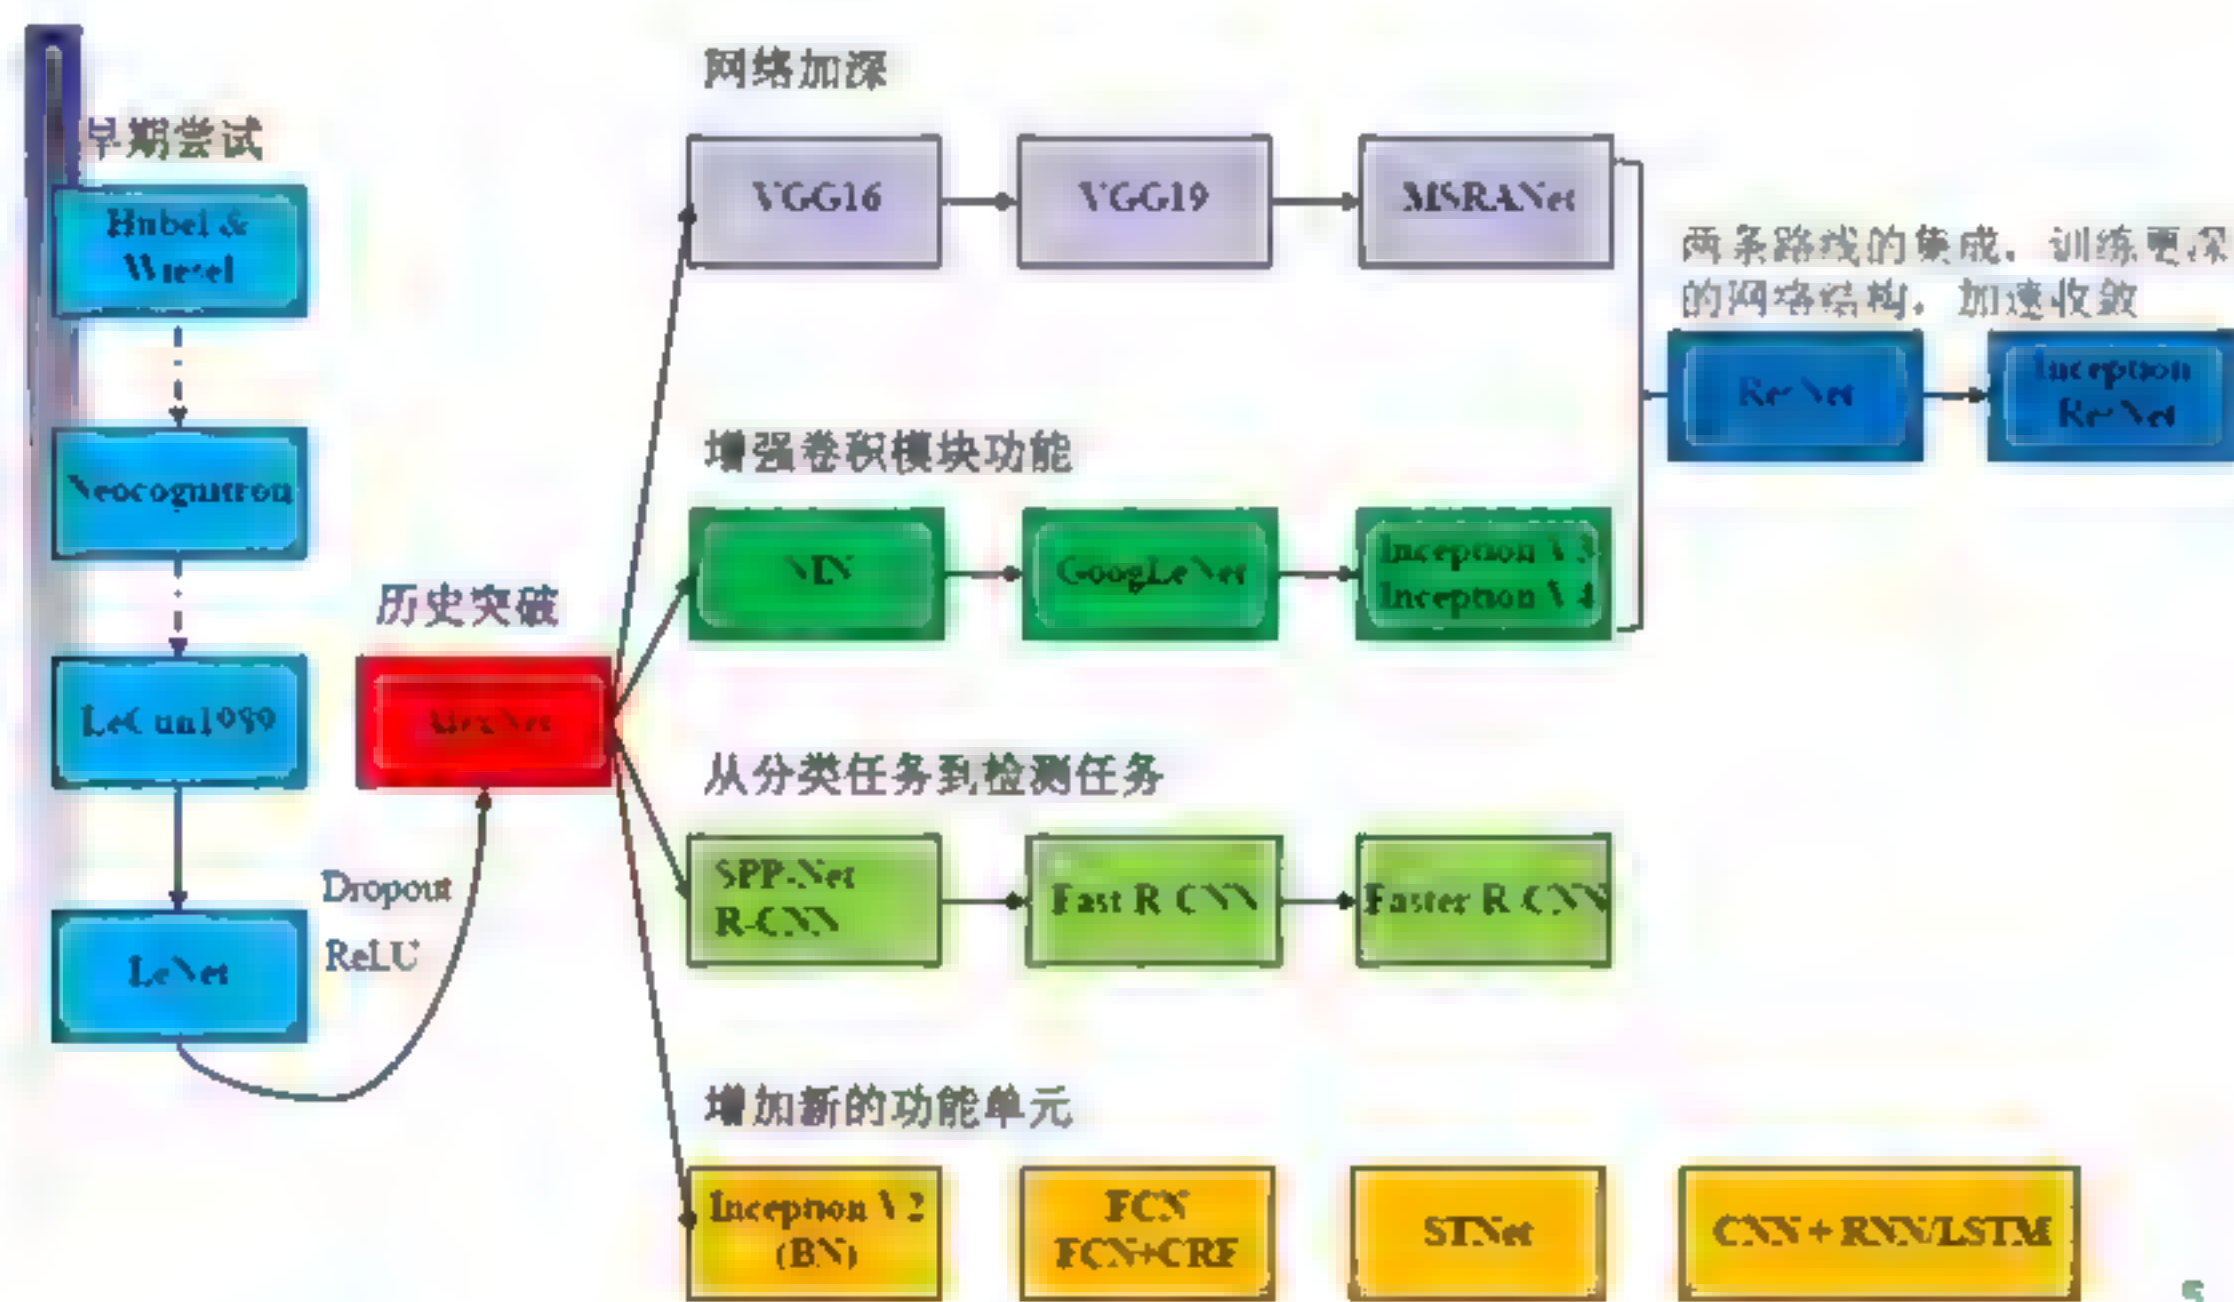 早期尝试
Hubel &
Wiesel
Neocognitron
LeCun1989
LeNet
Dropout
ReLU
历史突破
AlexNet
网络加深
VGG16
VGG19
MSRANet
增强卷积模块功能
NIN
GoogLeNet
Inception V3
Inception V4
两条路线的集成，训练更深
的网络结构，加速收敛
ResNet
Inception
ResNet
从分类任务到检测任务
SPP-Net
R-CNN
Fast R-CNN
Faster R-CNN
增加新的功能单元
Inception V2
(BN)
FCN
FCN+CRF
STNet
CNN + RNN/LSTM
5